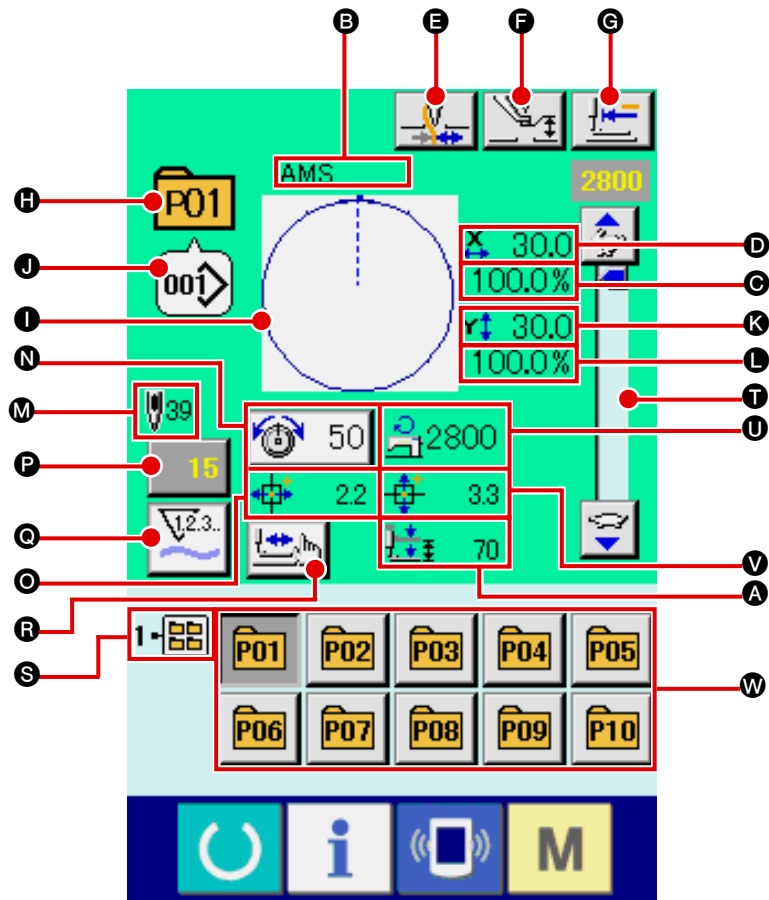 B E F G
AMS
2800
H P01
J 001
X 30.0 D
100.0% C
I
Y 30.0 K
100.0% L
N
T
M 39
50 2800 U
P 15
2.2 3.3
Q 1,2,3..
O
70 V
R A
1
S
P01 P02 P03 P04 P05
W
P06 P07 P08 P09 P10
i M